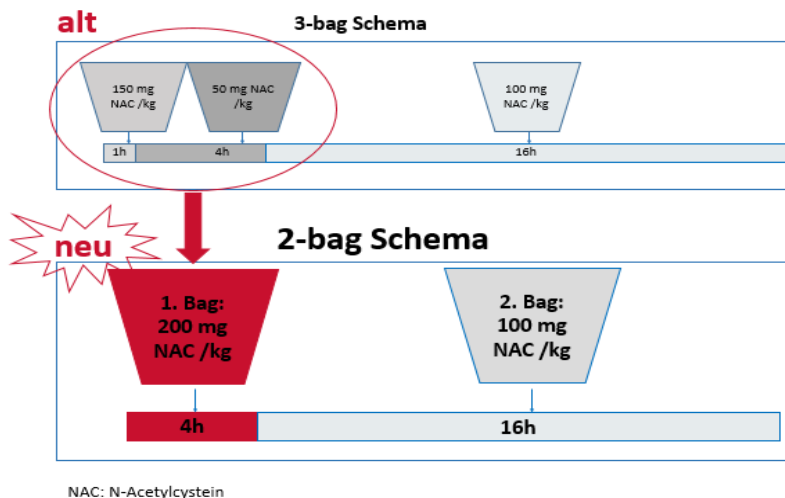 alt
3-bag Schema
150 mg
NAC /kg
50 mg NAC
/kg
100 mg
NAC /kg
1h
4h
16h
neu
2-bag Schema
1. Bag:
200 mg
NAC /kg
2. Bag:
100 mg
NAC /kg
4h
16h
NAC: N-Acetylcystein